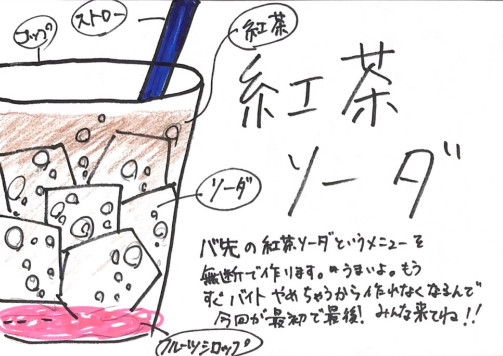 コップ
ストロー
紅茶
紅茶
ソーダ
ソーダ
バ先の紅茶ソーダというメニューを
無断で作ります。うまいよ。もう
すぐバイトやめちゃうから作れなくなるんで
今回が最初で最後。みんな来てね!!
フルーツシロップ